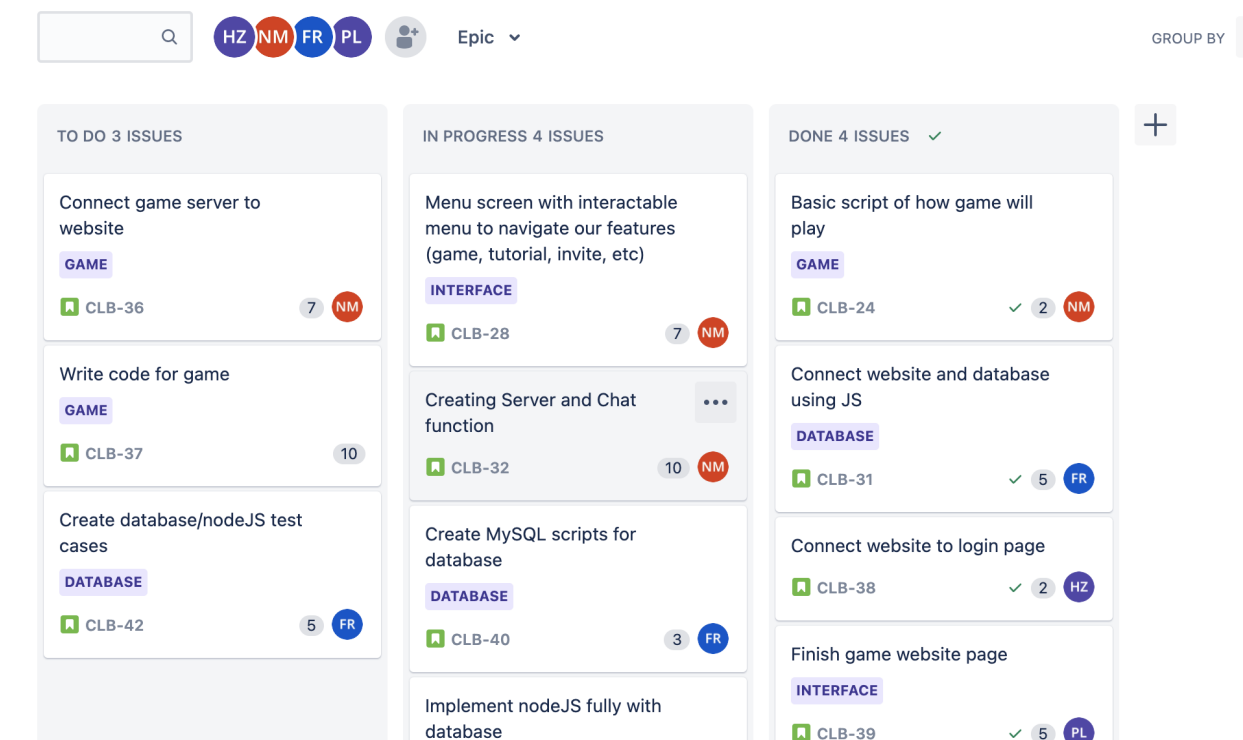 HZ NM FR PL Epic GROUP BY
TO DO 3 ISSUES
Connect game server to
website
GAME
CLB-36 7 NM
Write code for game
GAME
CLB-37 10
Create database/nodeJS test
cases
DATABASE
CLB-42 5 FR
IN PROGRESS 4 ISSUES
Menu screen with interactable
menu to navigate our features
(game, tutorial, invite, etc)
INTERFACE
CLB-28 7 NM
Creating Server and Chat
function
CLB-32 10 NM
Create MySQL scripts for
database
DATABASE
CLB-40 3 FR
Implement nodeJS fully with
database
DONE 4 ISSUES
Basic script of how game will
play
GAME
CLB-24 2 NM
Connect website and database
using JS
DATABASE
CLB-31 5 FR
Connect website to login page
CLB-38 2 HZ
Finish game website page
INTERFACE
CLB-39 5 PL